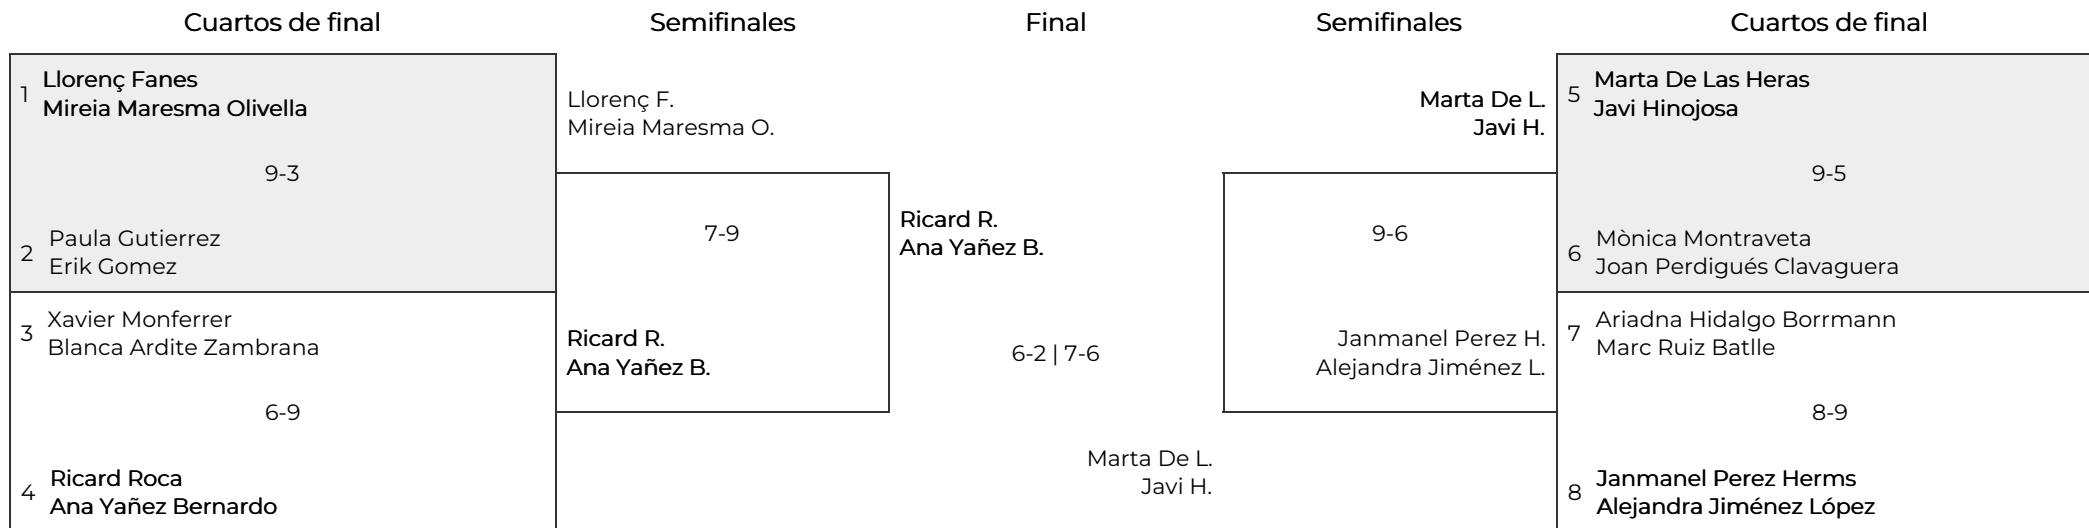 Cuartos de final
Semifinales
Final
Semifinales
Cuartos de final
1
Llorenç Fanes
Mireia Maresma Olivella
9-3
2
Paula Gutierrez
Erik Gomez
3
Xavier Monferrer
Blanca Ardite Zambrana
6-9
4
Ricard Roca
Ana Yañez Bernardo
Llorenç F.
Mireia Maresma O.
7-9
Ricard R.
Ana Yañez B.
Ricard R.
Ana Yañez B.
6-2 | 7-6
Marta De L.
Javi H.
Marta De L.
Javi H.
9-6
Janmanel Perez H.
Alejandra Jiménez L.
5
Marta De Las Heras
Javi Hinojosa
9-5
6
Mònica Montraveta
Joan Perdigués Clavaguera
7
Ariadna Hidalgo Borrmann
Marc Ruiz Batlle
8-9
8
Janmanel Perez Herms
Alejandra Jiménez López